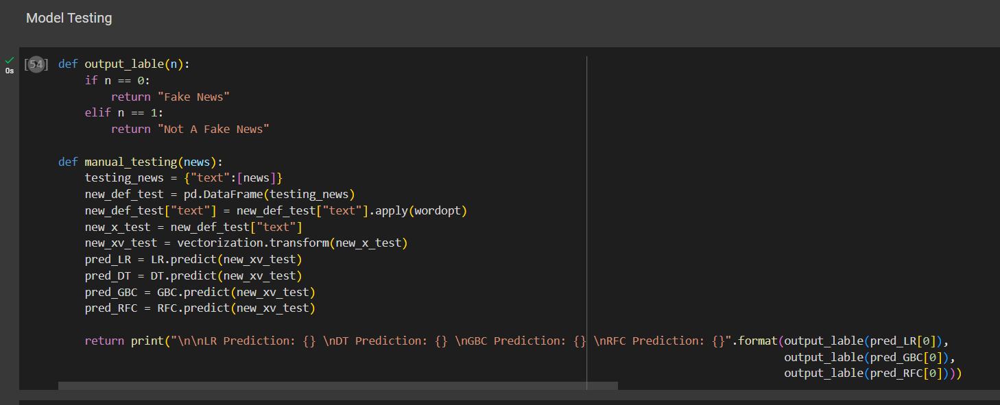 Model Testing
0s
[54]
def output_lable(n):
    if n == 0:
        return "Fake News"
    elif n == 1:
        return "Not A Fake News"

def manual_testing(news):
    testing_news = {"text":[news]}
    new_def_test = pd.DataFrame(testing_news)
    new_def_test["text"] = new_def_test["text"].apply(wordopt)
    new_x_test = new_def_test["text"]
    new_xv_test = vectorization.transform(new_x_test)
    pred_LR = LR.predict(new_xv_test)
    pred_DT = DT.predict(new_xv_test)
    pred_GBC = GBC.predict(new_xv_test)
    pred_RFC = RFC.predict(new_xv_test)

    return print("\n\nLR Prediction: {} \nDT Prediction: {} \nGBC Prediction: {} \nRFC Prediction: {}".format(output_lable(pred_LR[0]),
output_lable(pred_GBC[0]),
output_lable(pred_RFC[0])))